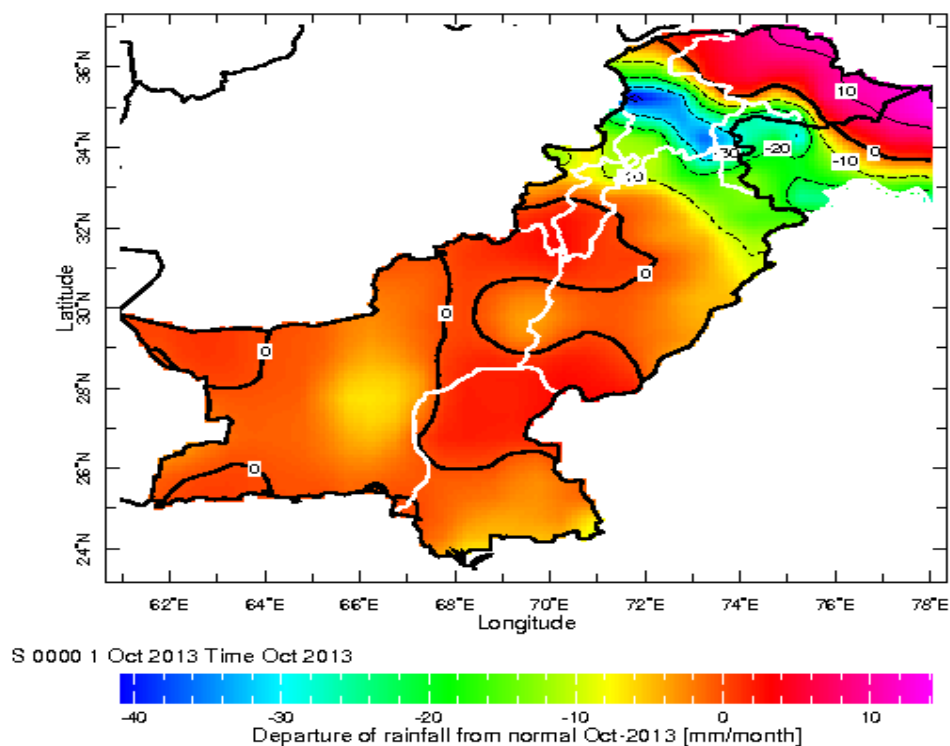 36°N
34°N
32°N
30°N
28°N
26°N
24°N
Latitude
10
0
-10
-20
-30
-10
0
0
0
0
62°E
64°E
66°E
68°E
70°E
72°E
74°E
76°E
78°E
Longitude
S 0000 1 Oct 2013 Time Oct 2013
-40
-30
-20
-10
0
10
Departure of rainfall from normal Oct-2013 [mm/month]